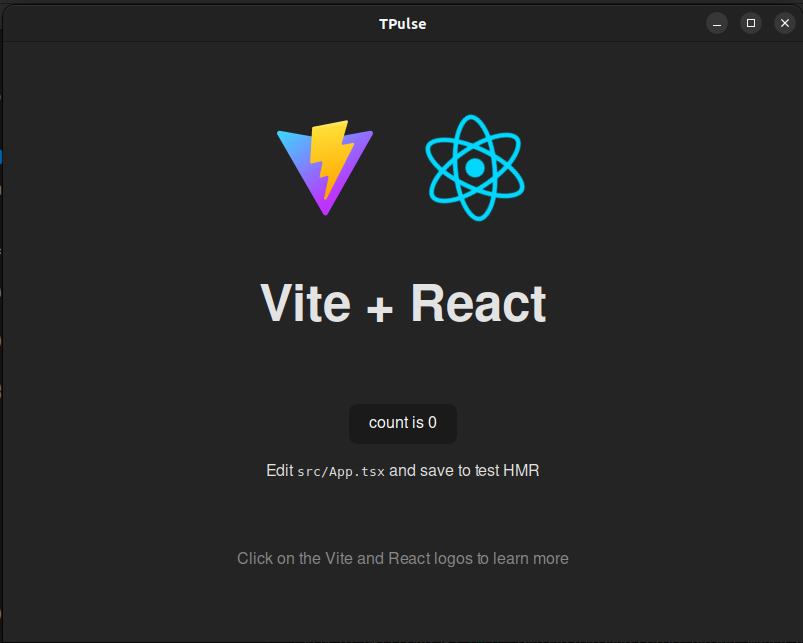 TPulse
Vite + React
count is 0
Edit src/App.tsx and save to test HMR
Click on the Vite and React logos to learn more